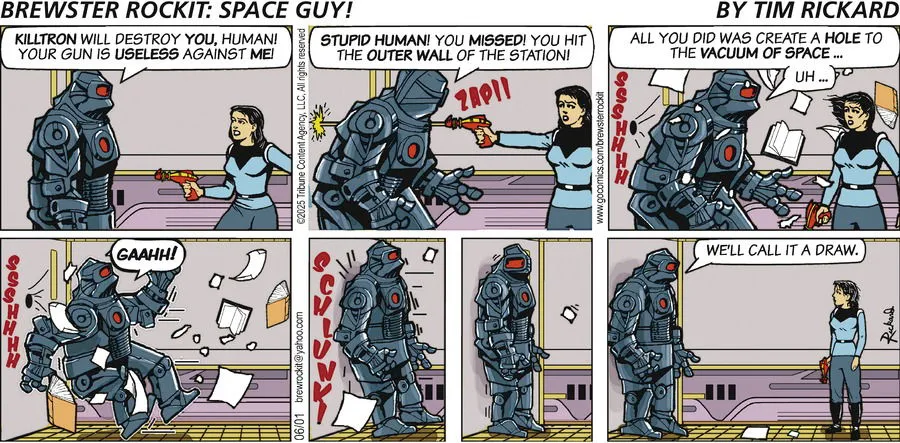 BREWSTER ROCKIT: SPACE GUY!
BY TIM RICKARD
KILLTRON WILL DESTROY YOU, HUMAN!
YOUR GUN IS USELESS AGAINST ME!
©2025 Tribune Content Agency, LLC. All rights reserved
STUPID HUMAN! YOU MISSED! YOU HIT
THE OUTER WALL OF THE STATION!
ZAP!!
www.gocomics.com/brewsterrockit
ALL YOU DID WAS CREATE A HOLE TO
THE VACUUM OF SPACE ...
UH ...
SSSHHHH
SSSHHHH
GAAHH!
06/01 brewrockit@yahoo.com
SCHLUNK!
WE'LL CALL IT A DRAW.
Rickards